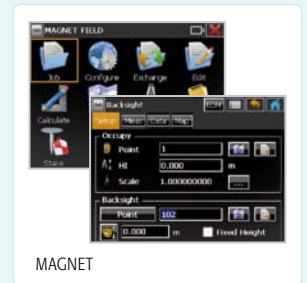 MAGNET FIELD
Job
Configure
Exchange
Edit
Calculate
Stake
Backsight
EDM
Setup Meas Data Map
Occupy
Point 1
HI 0.000 m
Scale 1.000000000 ...
Backsight
Point 102
0.000 m Fixed Height
MAGNET